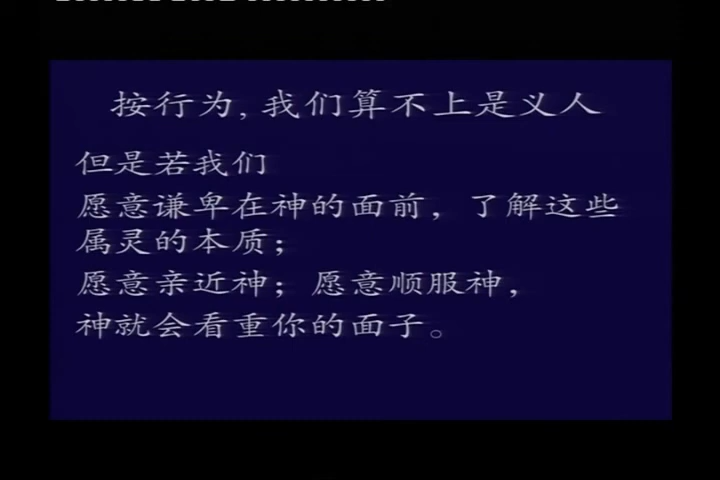 按行为,我们算不上是义人
但是若我们
愿意谦卑在神的面前，了解这些
属灵的本质；
愿意亲近神；愿意顺服神，
神就会看重你的面子。